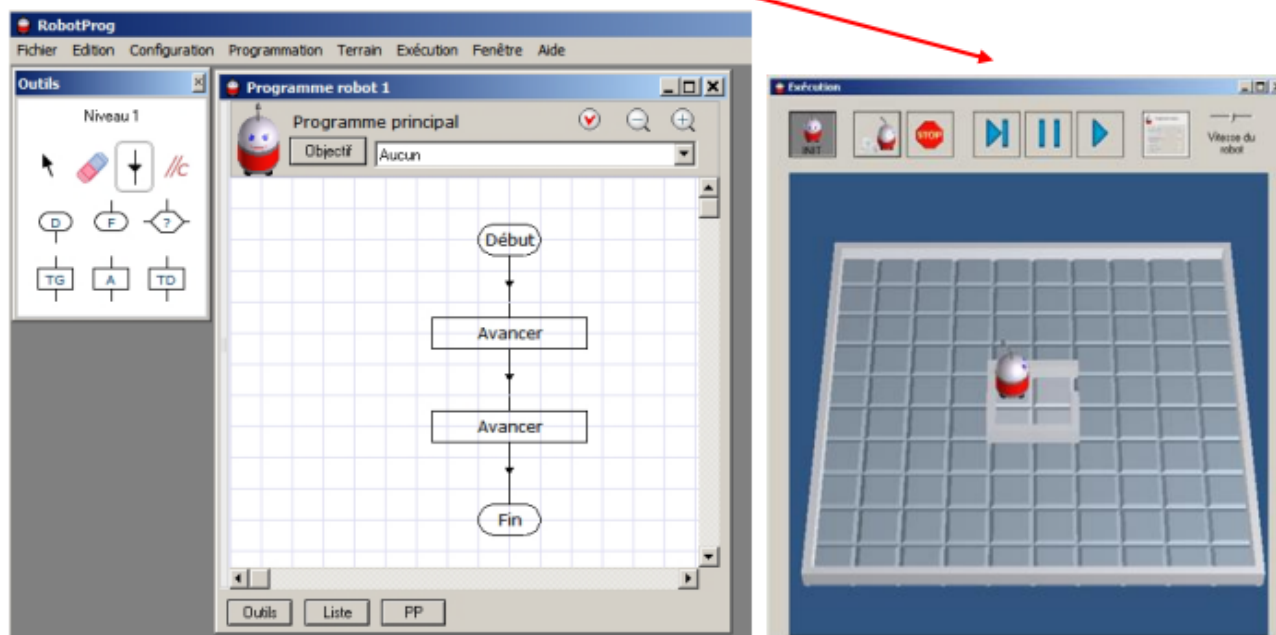 RobotProg
Fichier Edition Configuration Programmation Terrain Exécution Fenêtre Aide
Outils
Niveau 1
//C
D F ?
TG A TD
Programme robot 1
Programme principal
Objectif Aucun
Début
Avancer
Avancer
Fin
Outils Liste PP
Exécution
INIT STOP Vitesse du
robot